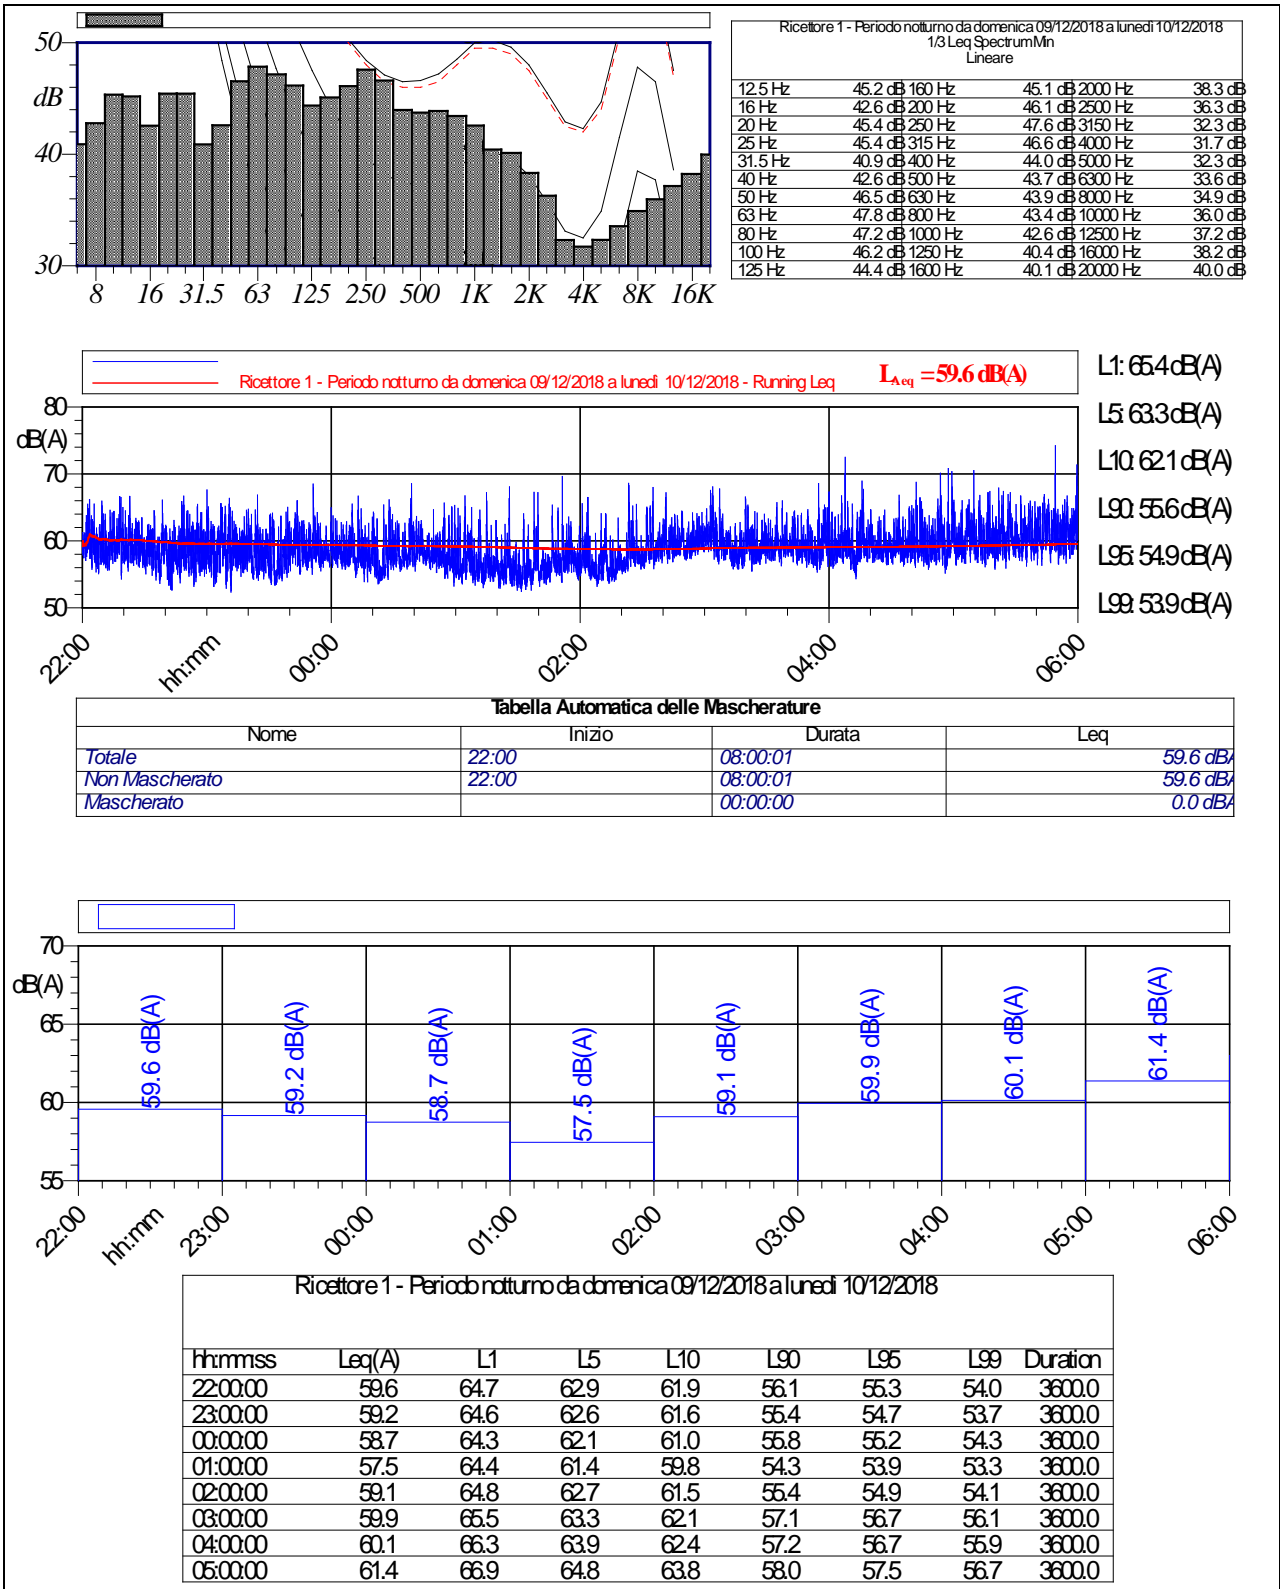 50
dB
40
30
8 16 31.5 63 125 250 500 1K 2K 4K 8K 16K
Ricettore 1 - Periodo notturno da domenica 09/12/2018 a lunedì 10/12/2018
1/3 Leq Spectrum Min
Lineare
12.5 Hz 45.2 dB 160 Hz 45.1 dB 2000 Hz 38.3 dB
16 Hz 42.6 dB 200 Hz 46.1 dB 2500 Hz 36.3 dB
20 Hz 45.4 dB 250 Hz 47.6 dB 3150 Hz 32.3 dB
25 Hz 45.4 dB 315 Hz 46.6 dB 4000 Hz 31.7 dB
31.5 Hz 40.9 dB 400 Hz 44.0 dB 5000 Hz 32.3 dB
40 Hz 42.6 dB 500 Hz 43.7 dB 6300 Hz 33.6 dB
50 Hz 46.5 dB 630 Hz 43.9 dB 8000 Hz 34.9 dB
63 Hz 47.8 dB 800 Hz 43.4 dB 10000 Hz 36.0 dB
80 Hz 47.2 dB 1000 Hz 42.6 dB 12500 Hz 37.2 dB
100 Hz 46.2 dB 1250 Hz 40.4 dB 16000 Hz 38.2 dB
125 Hz 44.4 dB 1600 Hz 40.1 dB 20000 Hz 40.0 dB
Ricettore 1 - Periodo notturno da domenica 09/12/2018 a lunedì 10/12/2018 - Running Leq
LAeq = 59.6 dB(A)
L1: 65.4 dB(A)
L5: 63.3 dB(A)
L10: 62.1 dB(A)
L90: 55.6 dB(A)
L95: 54.9 dB(A)
L99: 53.9 dB(A)
80
dB(A)
70
60
50
22:00 hh:mm 00:00 02:00 04:00 06:00
Tabella Automatica delle Mascherature
Nome Inizio Durata Leq
Totale 22:00 08:00:01 59.6 dBA
Non Mascherato 22:00 08:00:01 59.6 dBA
Mascherato 00:00:00 0.0 dBA
70
dB(A)
65
60
55
59.6 dB(A) 59.2 dB(A) 58.7 dB(A) 57.5 dB(A) 59.1 dB(A) 59.9 dB(A) 60.1 dB(A) 61.4 dB(A)
22:00 hh:mm 23:00 00:00 01:00 02:00 03:00 04:00 05:00 06:00
Ricettore 1 - Periodo notturno da domenica 09/12/2018 a lunedì 10/12/2018
hh:mm:ss Leq(A) L1 L5 L10 L90 L95 L99 Duration
22:00:00 59.6 64.7 62.9 61.9 56.1 55.3 54.0 3600.0
23:00:00 59.2 64.6 62.6 61.6 55.4 54.7 53.7 3600.0
00:00:00 58.7 64.3 62.1 61.0 55.8 55.2 54.3 3600.0
01:00:00 57.5 64.4 61.4 59.8 54.3 53.9 53.3 3600.0
02:00:00 59.1 64.8 62.7 61.5 55.4 54.9 54.1 3600.0
03:00:00 59.9 65.5 63.3 62.1 57.1 56.7 56.1 3600.0
04:00:00 60.1 66.3 63.9 62.4 57.2 56.7 55.9 3600.0
05:00:00 61.4 66.9 64.8 63.8 58.0 57.5 56.7 3600.0